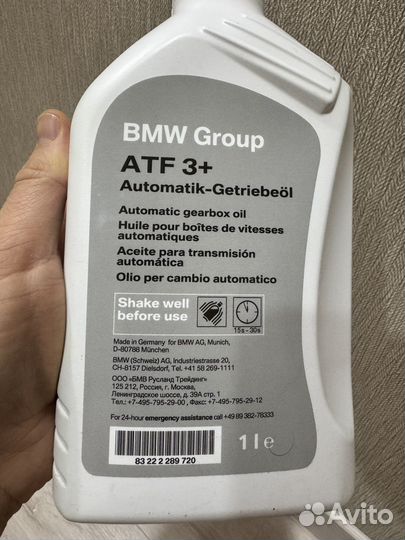 BMW Group
ATF 3+
Automatik-Getriebeöl
Automatic gearbox oil
Huile pour boîtes de vitesses
automatiques
Aceite para transmisión
automática
Olio per cambio automatico
Shake well
before use
15s - 30s
Made in Germany for BMW AG, Munich,
D-80788 München
BMW (Schweiz) AG, Industriestrasse 20,
CH-8157 Dielsdorf, Tel. +41 58 269-1111
ООО «БМВ Русланд Трейдинг»
125 212, Россия, г. Москва,
Ленинградское шоссе, д. 39А стр. 1
Тел.: +7-495-795-29-00 , Факс: +7-495-795-29-12
For 24-hour emergency assistance call +49 89 382-78333
83 22 2 289 720
1 l e
Avito